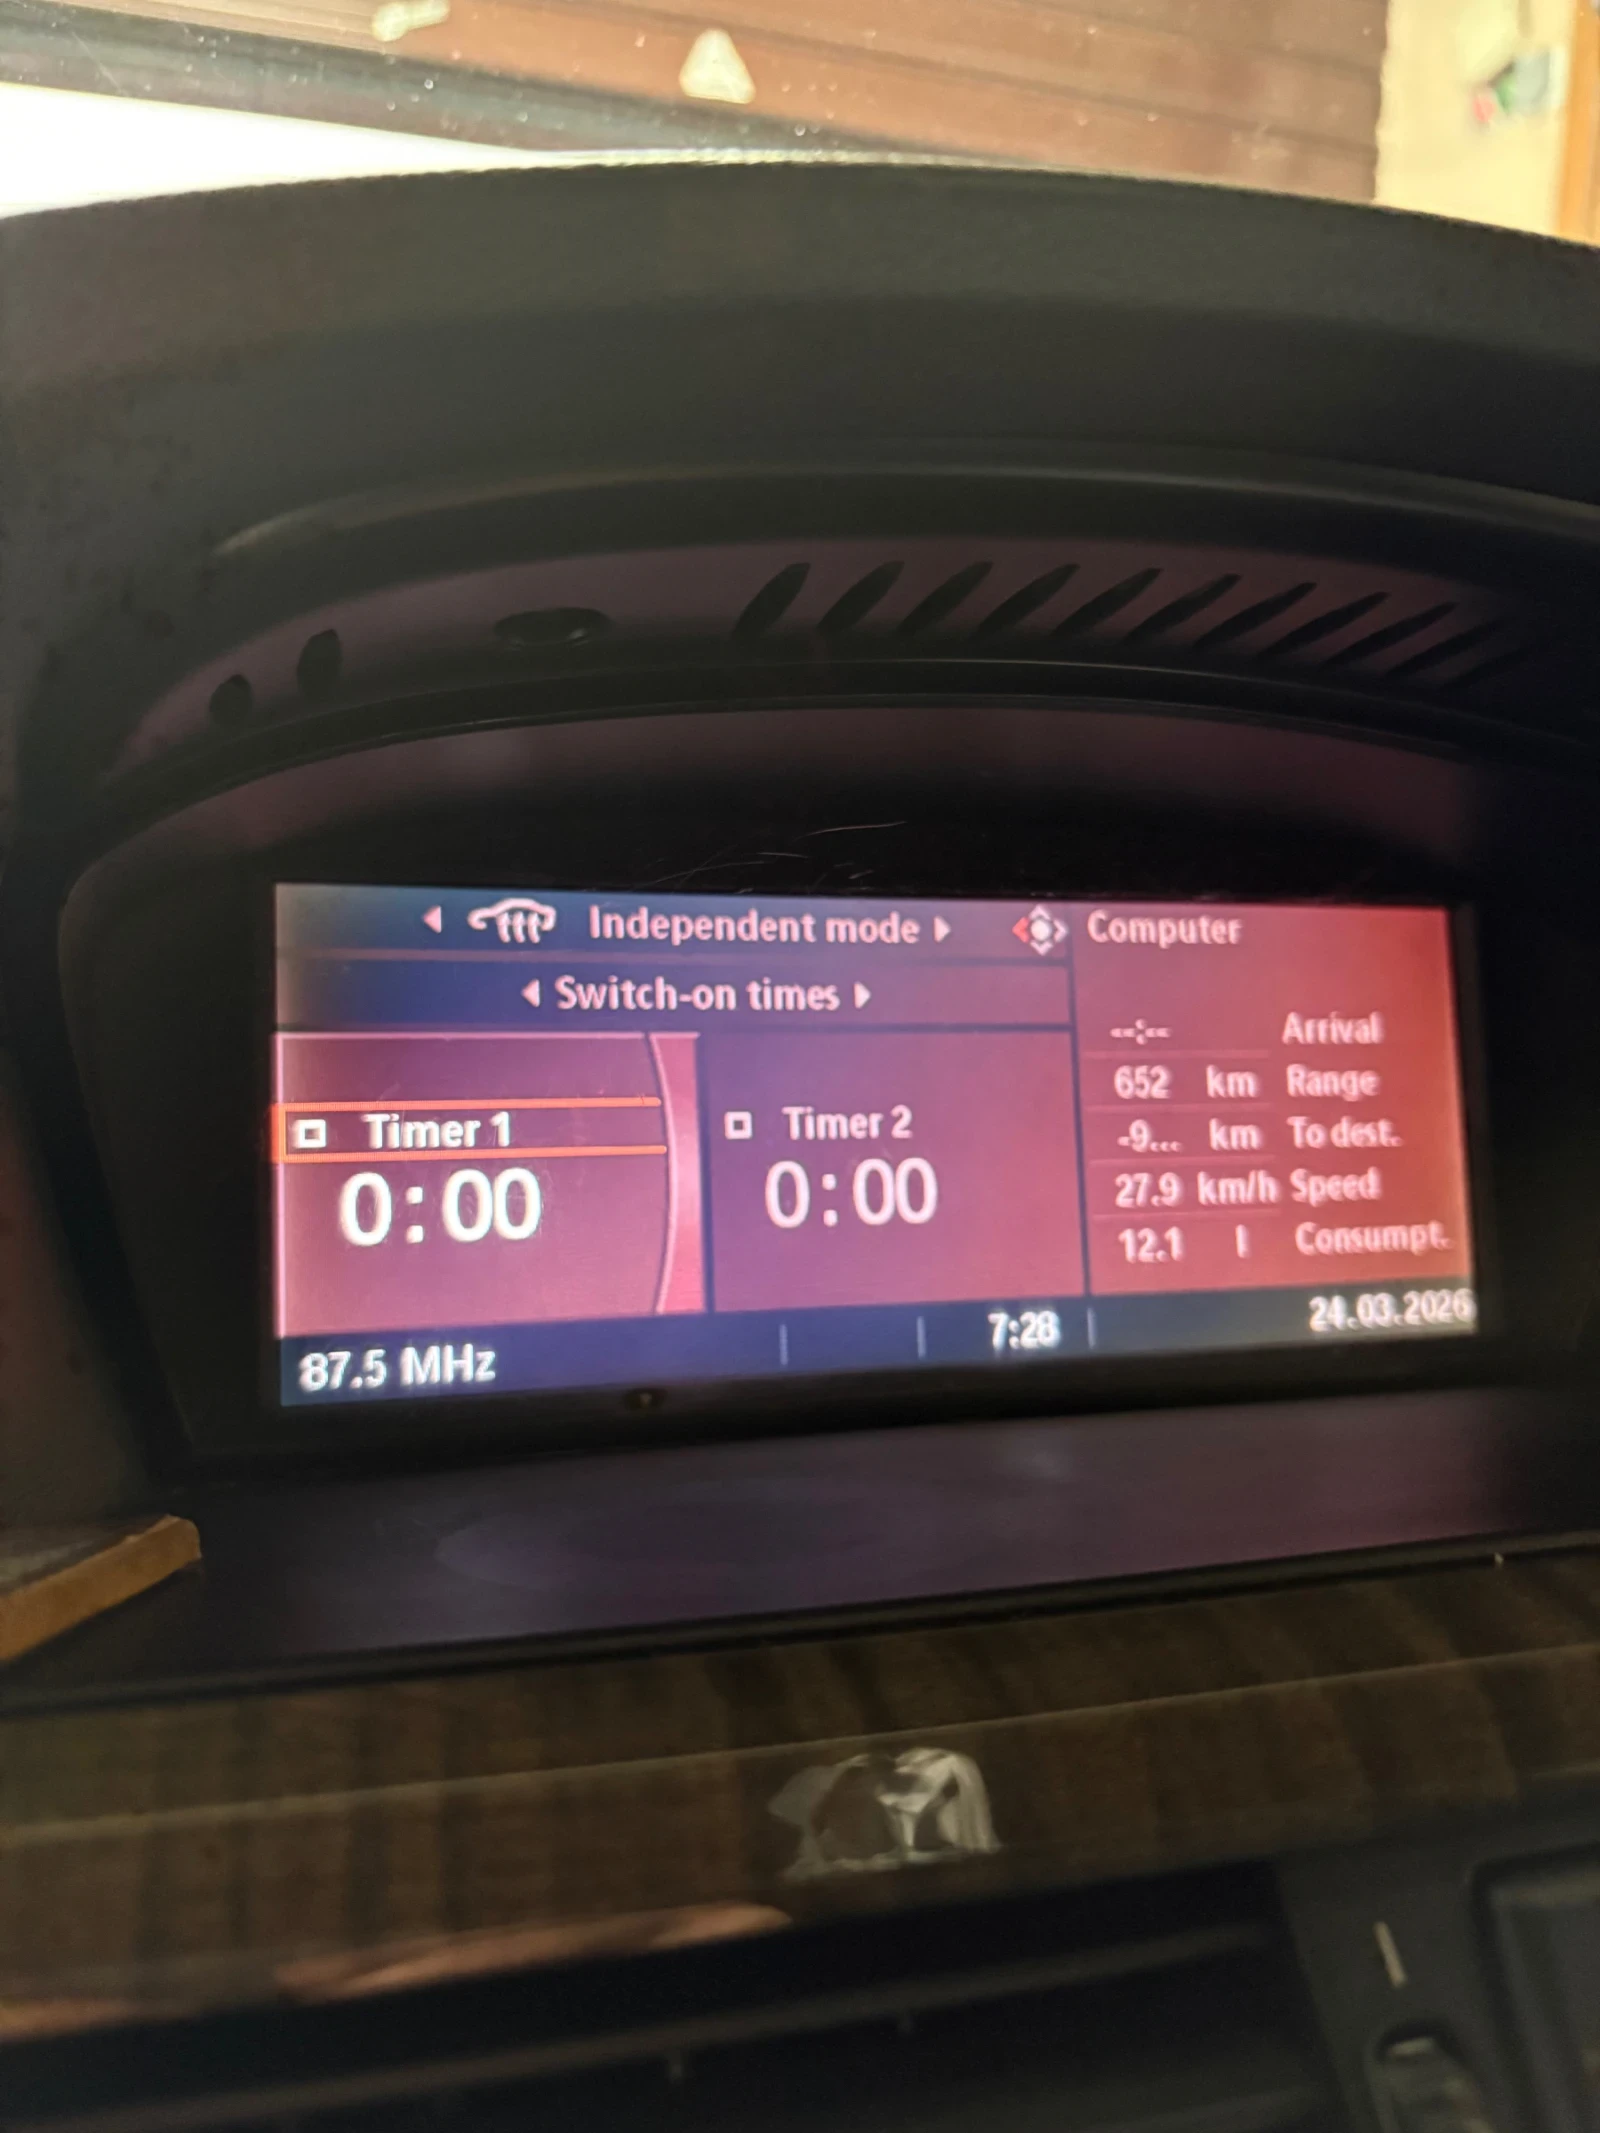 Independent mode
Switch-on times
Timer 1
0:00
Timer 2
0:00
Computer
--:-- Arrival
652 km Range
-9... km To dest.
27.9 km/h Speed
12.1 l Consumpt.
87.5 MHz 7:28 24.03.2026